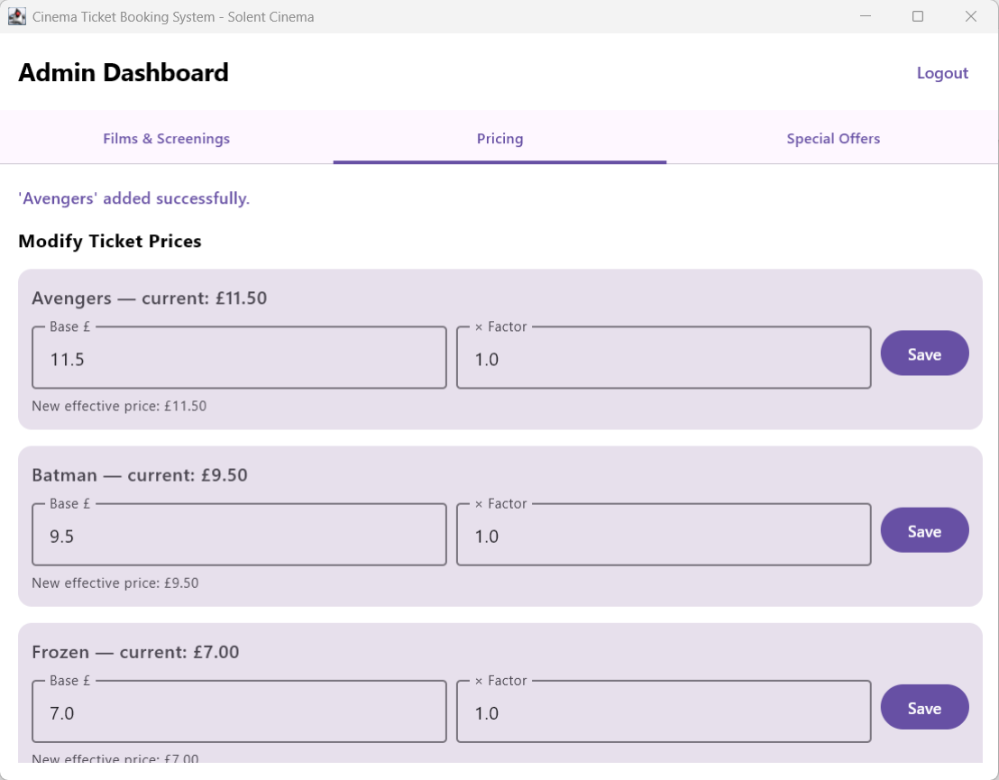 Cinema Ticket Booking System - Solent Cinema
Admin Dashboard
Logout
Films & Screenings
Pricing
Special Offers
'Avengers' added successfully.
Modify Ticket Prices
Avengers — current: £11.50
Base £
× Factor
11.5
1.0
Save
New effective price: £11.50
Batman — current: £9.50
Base £
× Factor
9.5
1.0
Save
New effective price: £9.50
Frozen — current: £7.00
Base £
× Factor
7.0
1.0
Save
New effective price: £7.00